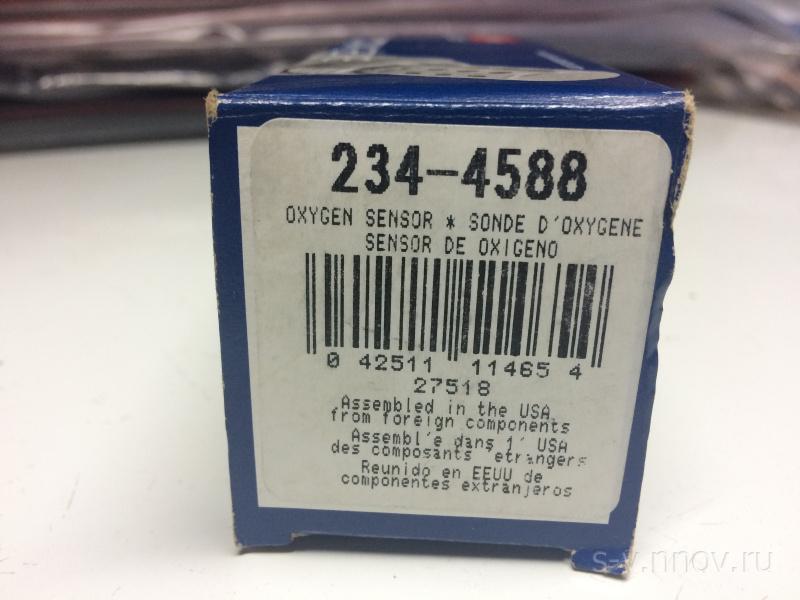 234-4588
OXYGEN SENSOR * SONDE D'OXYGENE
SENSOR DE OXIGENO
0 42511 11465 4
27518
Assembled in the USA
from foreign components
Assembl'e dans l' USA
des composants 'etrangers
Reunido en EEUU de
componentes extranjeros
s-v.nnov.ru